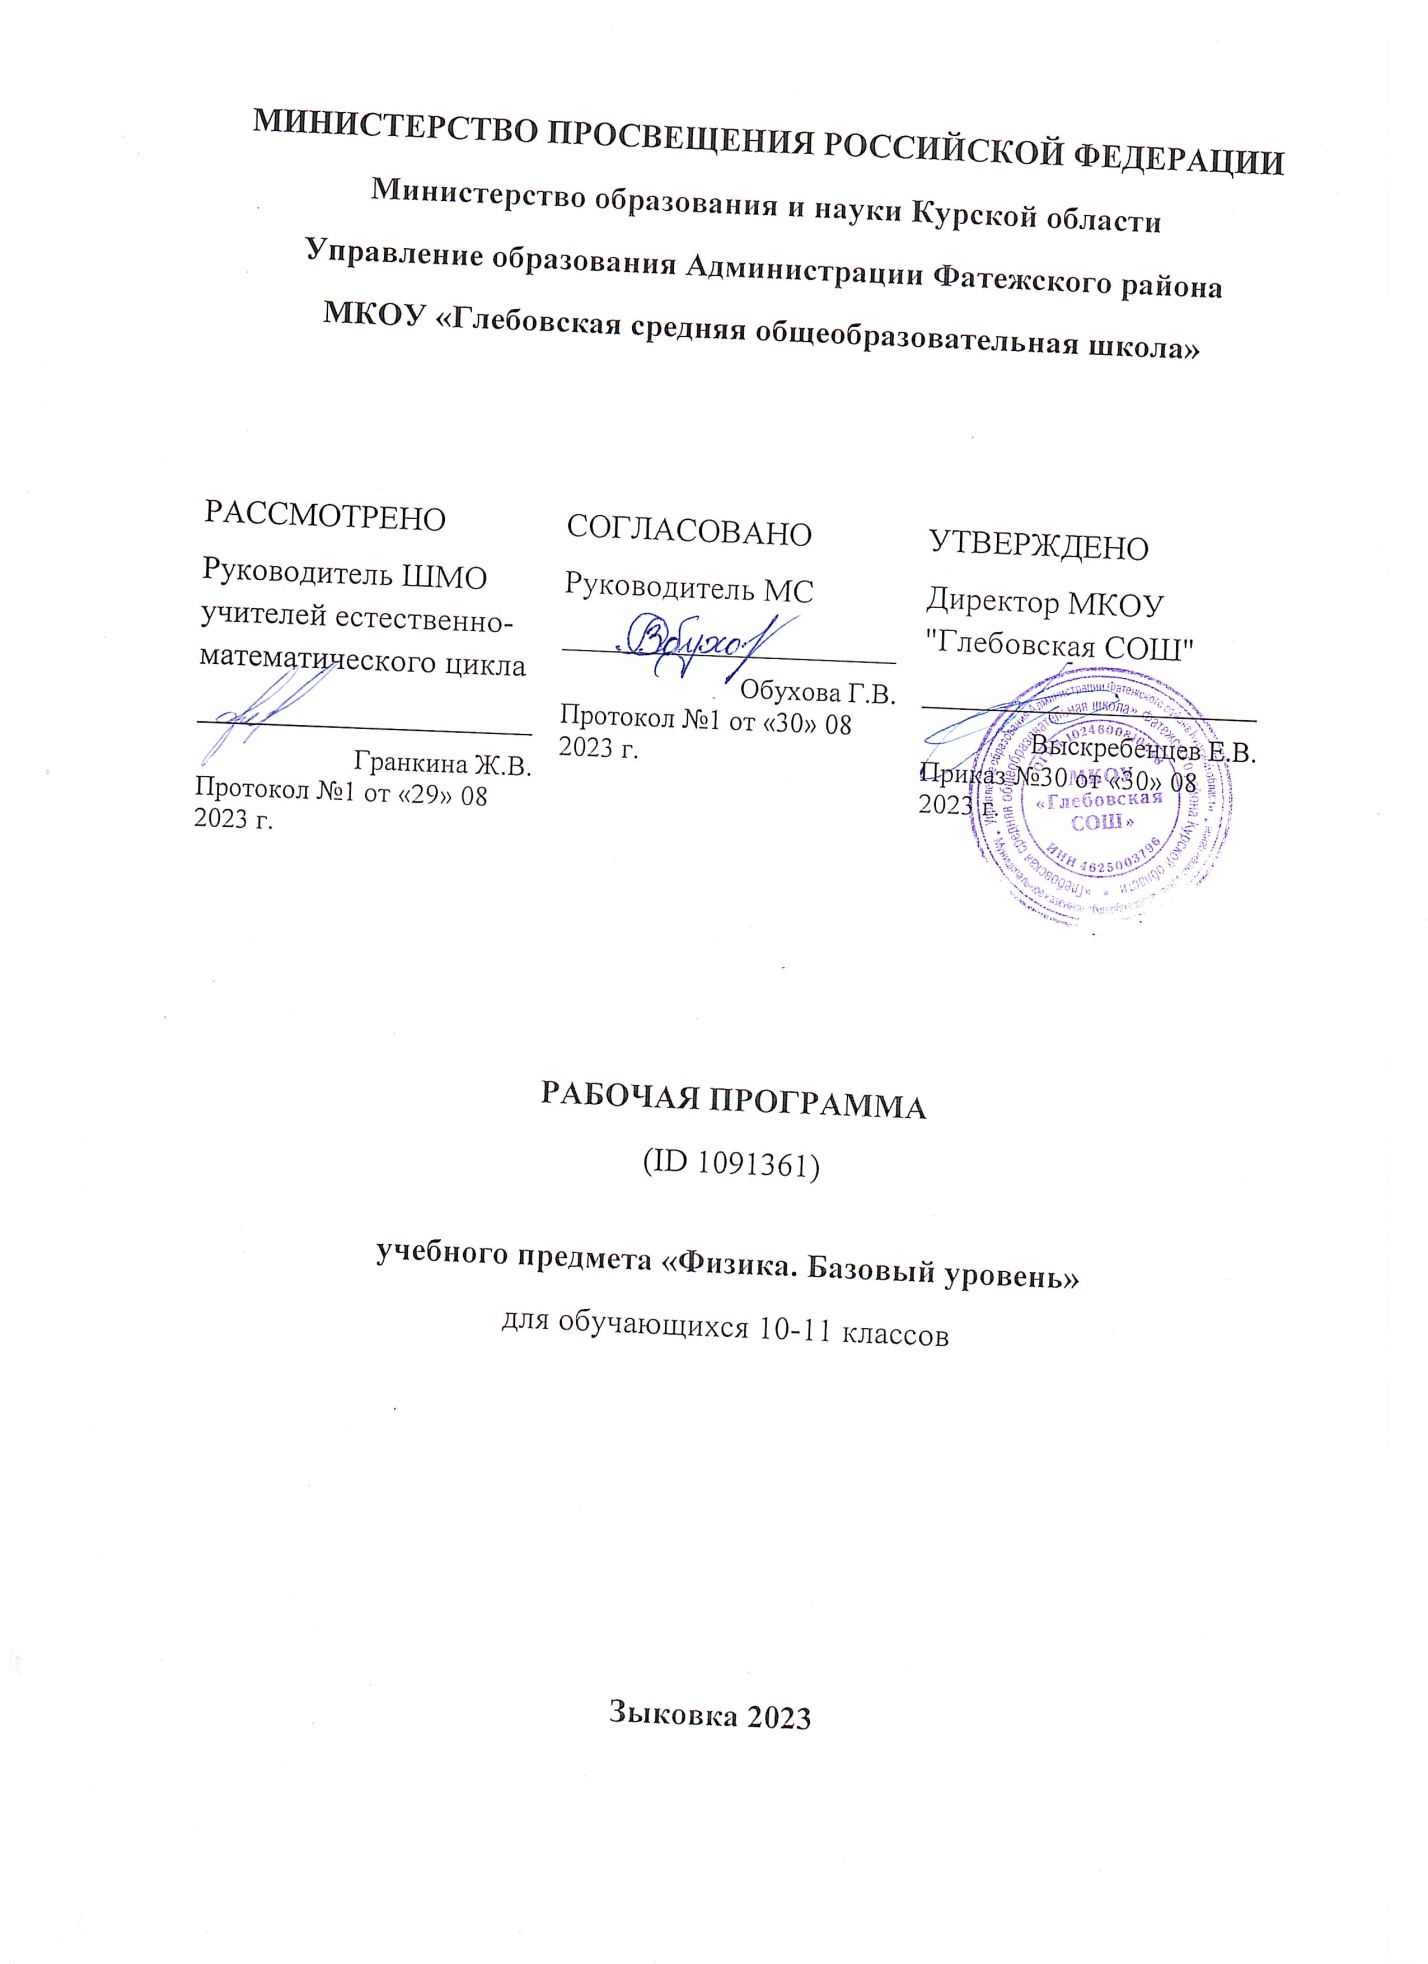 МИНИСТЕРСТВО ПРОСВЕЩЕНИЯ РОССИЙСКОЙ ФЕДЕРАЦИИ
Министерство образования и науки Курской области
Управление образования Администрации Фатежского района
МКОУ «Глебовская средняя общеобразовательная школа»
РАССМОТРЕНО
Руководитель ШМО
учителей естественно-
математического цикла
Гранкина Ж.В.
Протокол №1 от «29» 08
2023 г.
СОГЛАСОВАНО
Руководитель МС
Обухова Г.В.
Протокол №1 от «30» 08
2023 г.
УТВЕРЖДЕНО
Директор МКОУ
"Глебовская СОШ"
Выскребенцев Е.В.
Приказ №30 от «30» 08
2023 г.
МКОУ
«Глебовская
СОШ»
ИНН 4625003796
РАБОЧАЯ ПРОГРАММА
(ID 1091361)
учебного предмета «Физика. Базовый уровень»
для обучающихся 10-11 классов
Зыковка 2023